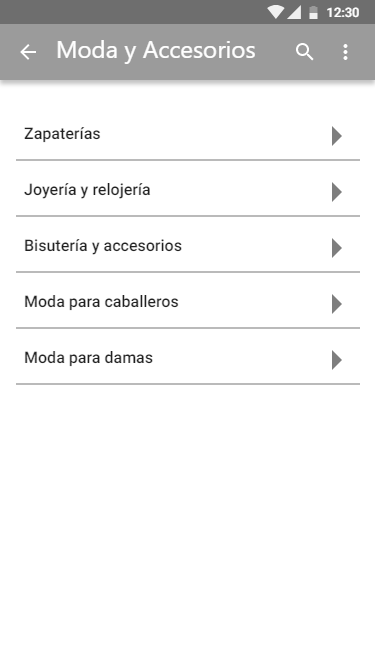 12:30
Moda y Accesorios
Zapaterías
Joyería y relojería
Bisutería y accesorios
Moda para caballeros
Moda para damas